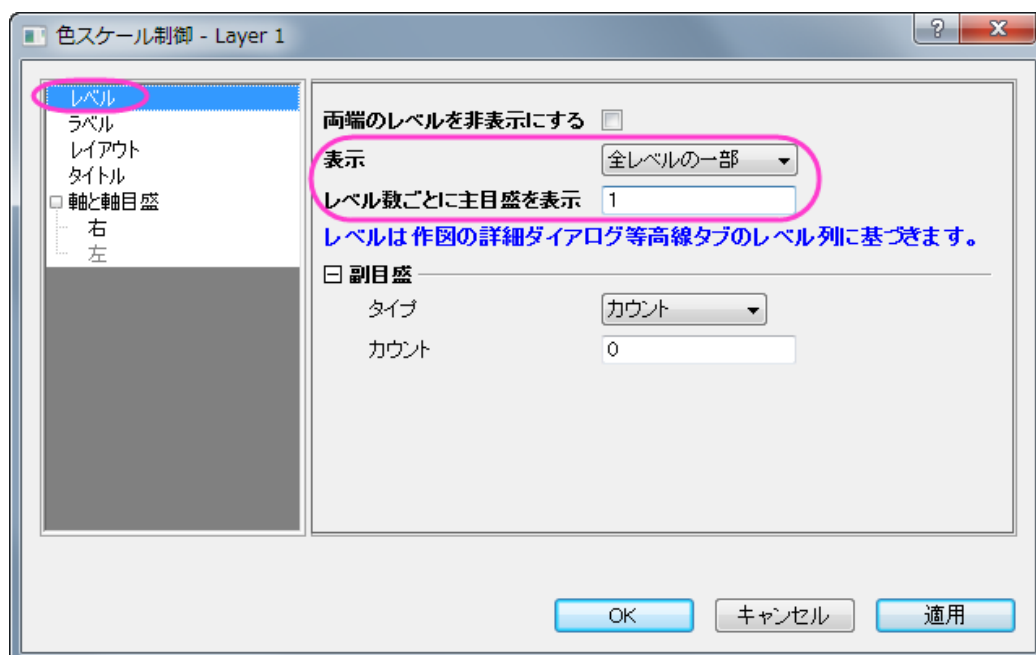 色スケール制御 - Layer 1
レベル
ラベル
レイアウト
タイトル
軸と軸目盛
右
左
両端のレベルを非表示にする
表示 全レベルの一部
レベル数ごとに主目盛を表示 1
レベルは作図の詳細ダイアログ等高線タブのレベル列に基づきます。
副目盛
タイプ カウント
カウント 0
OK キャンセル 適用